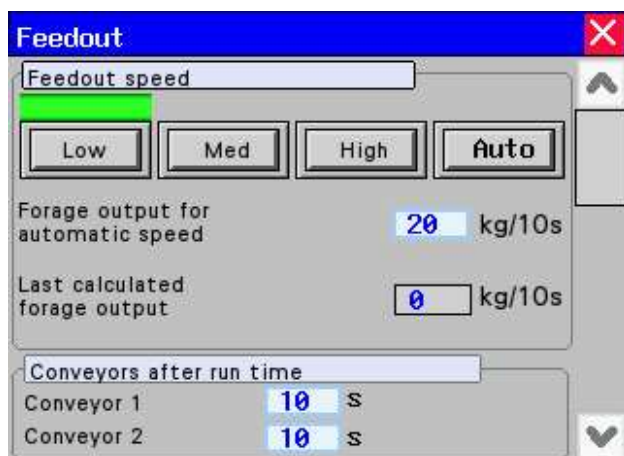 Feedout
Feedout speed
Low Med High Auto
Forage output for
automatic speed
20 kg/10s
Last calculated
forage output
0 kg/10s
Conveyors after run time
Conveyor 1 10 s
Conveyor 2 10 s